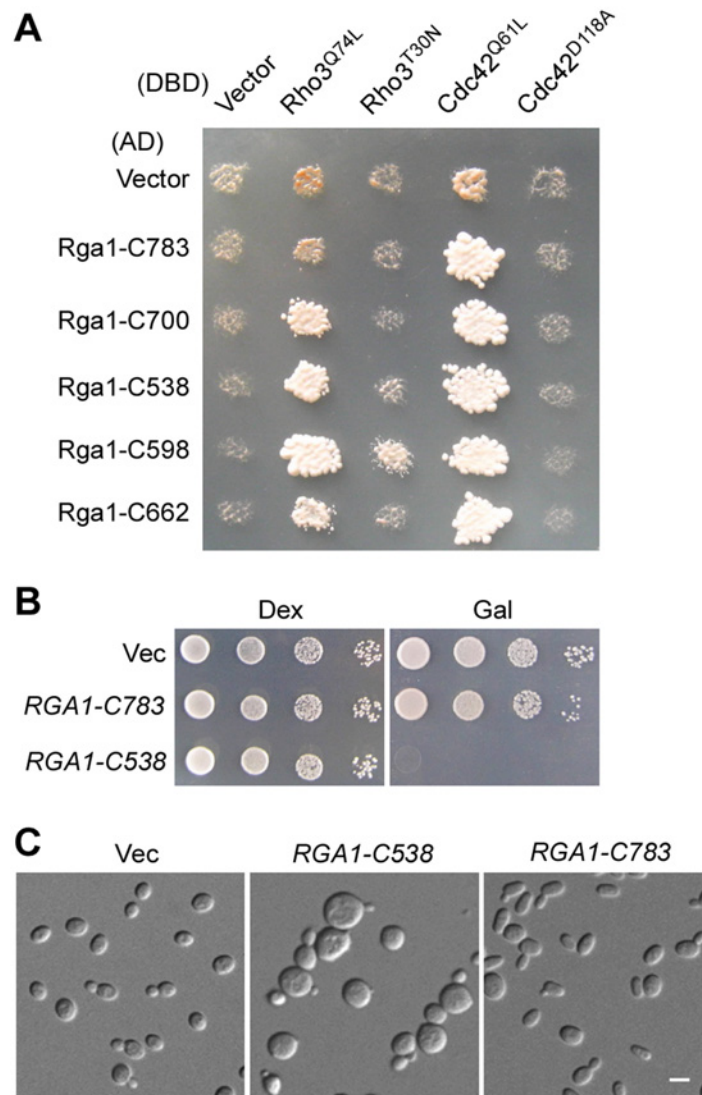 A
(DBD) Vector Rho3Q74L Rho3T30N Cdc42Q61L Cdc42D118A
(AD)
Vector
Rga1-C783
Rga1-C700
Rga1-C538
Rga1-C598
Rga1-C662
B
Dex Gal
Vec
RGA1-C783
RGA1-C538
C
Vec RGA1-C538 RGA1-C783